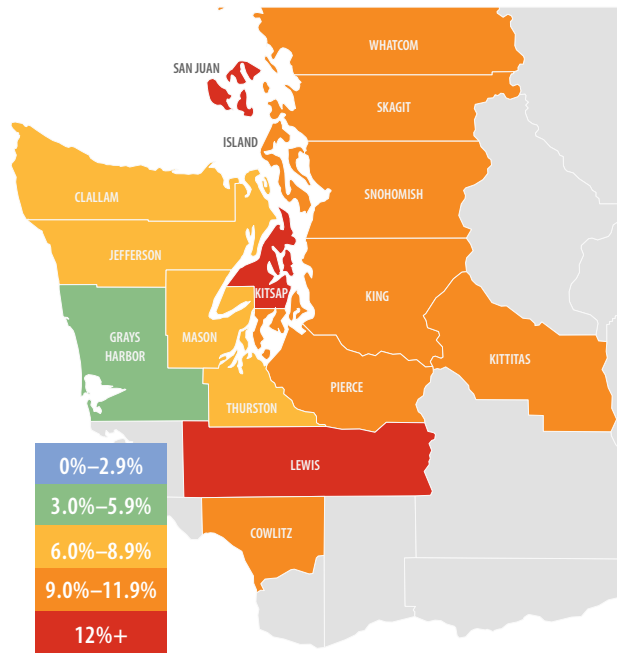 WHATCOM
SAN JUAN
SKAGIT
ISLAND
SNOHOMISH
CLALLAM
JEFFERSON
KITSAP
KING
GRAYS
HARBOR
MASON
KITTITAS
PIERCE
THURSTON
LEWIS
COWLITZ
0%–2.9%
3.0%–5.9%
6.0%–8.9%
9.0%–11.9%
12%+